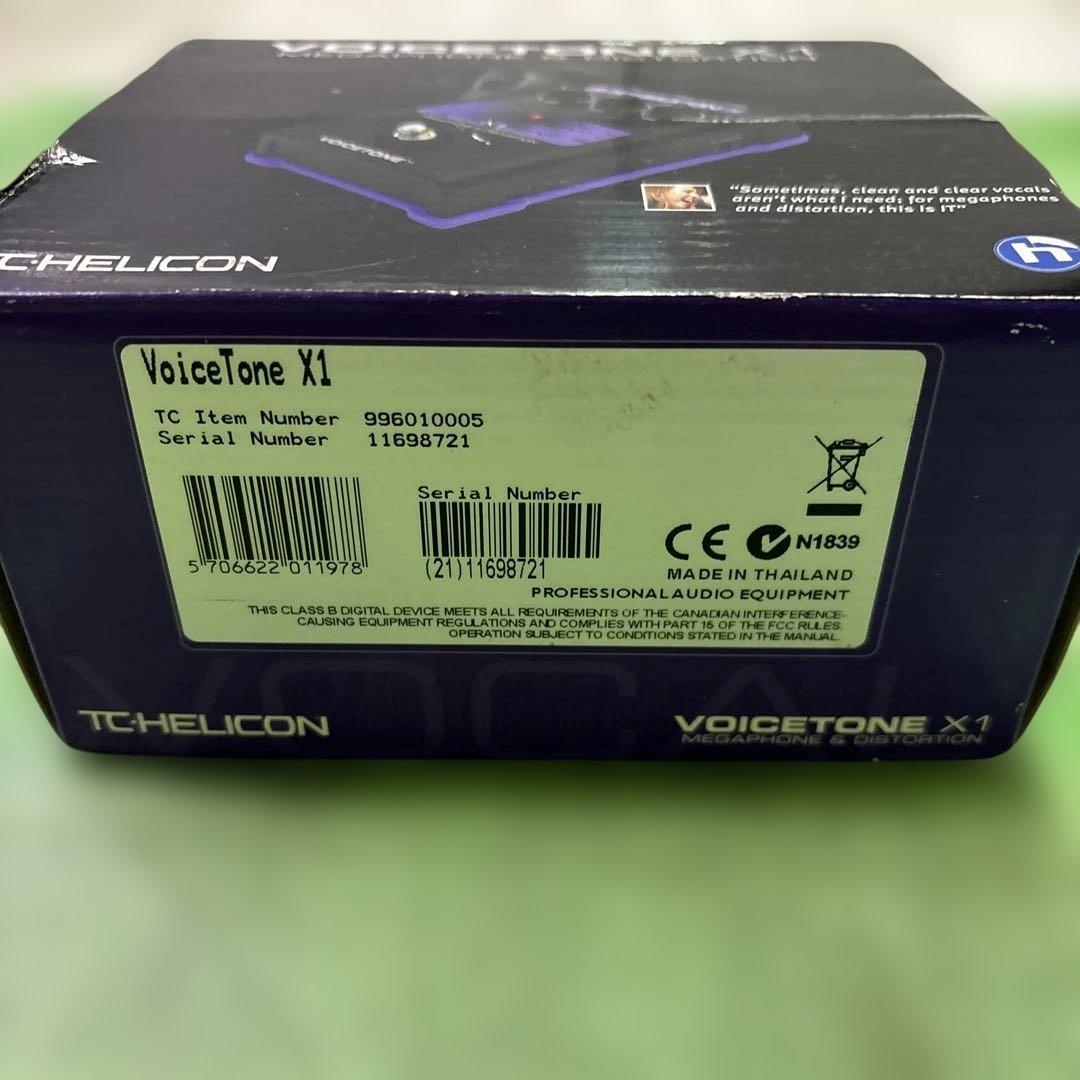 VOICETONE X1
MEGAPHONE & DISTORTION
VOICETONE
"Sometimes, clean and clear vocals
aren't what I need; for megaphones
and distortion, this is IT"
TC·HELICON
h
VoiceTone X1
TC Item Number 996010005
Serial Number 11698721
Serial Number
5 706622 011978
(21)11698721
CE N1839
MADE IN THAILAND
PROFESSIONAL AUDIO EQUIPMENT
THIS CLASS B DIGITAL DEVICE MEETS ALL REQUIREMENTS OF THE CANADIAN INTERFERENCE-
CAUSING EQUIPMENT REGULATIONS AND COMPLIES WITH PART 15 OF THE FCC RULES.
OPERATION SUBJECT TO CONDITIONS STATED IN THE MANUAL.
VOCAL
TC·HELICON
VOICETONE X1
MEGAPHONE & DISTORTION